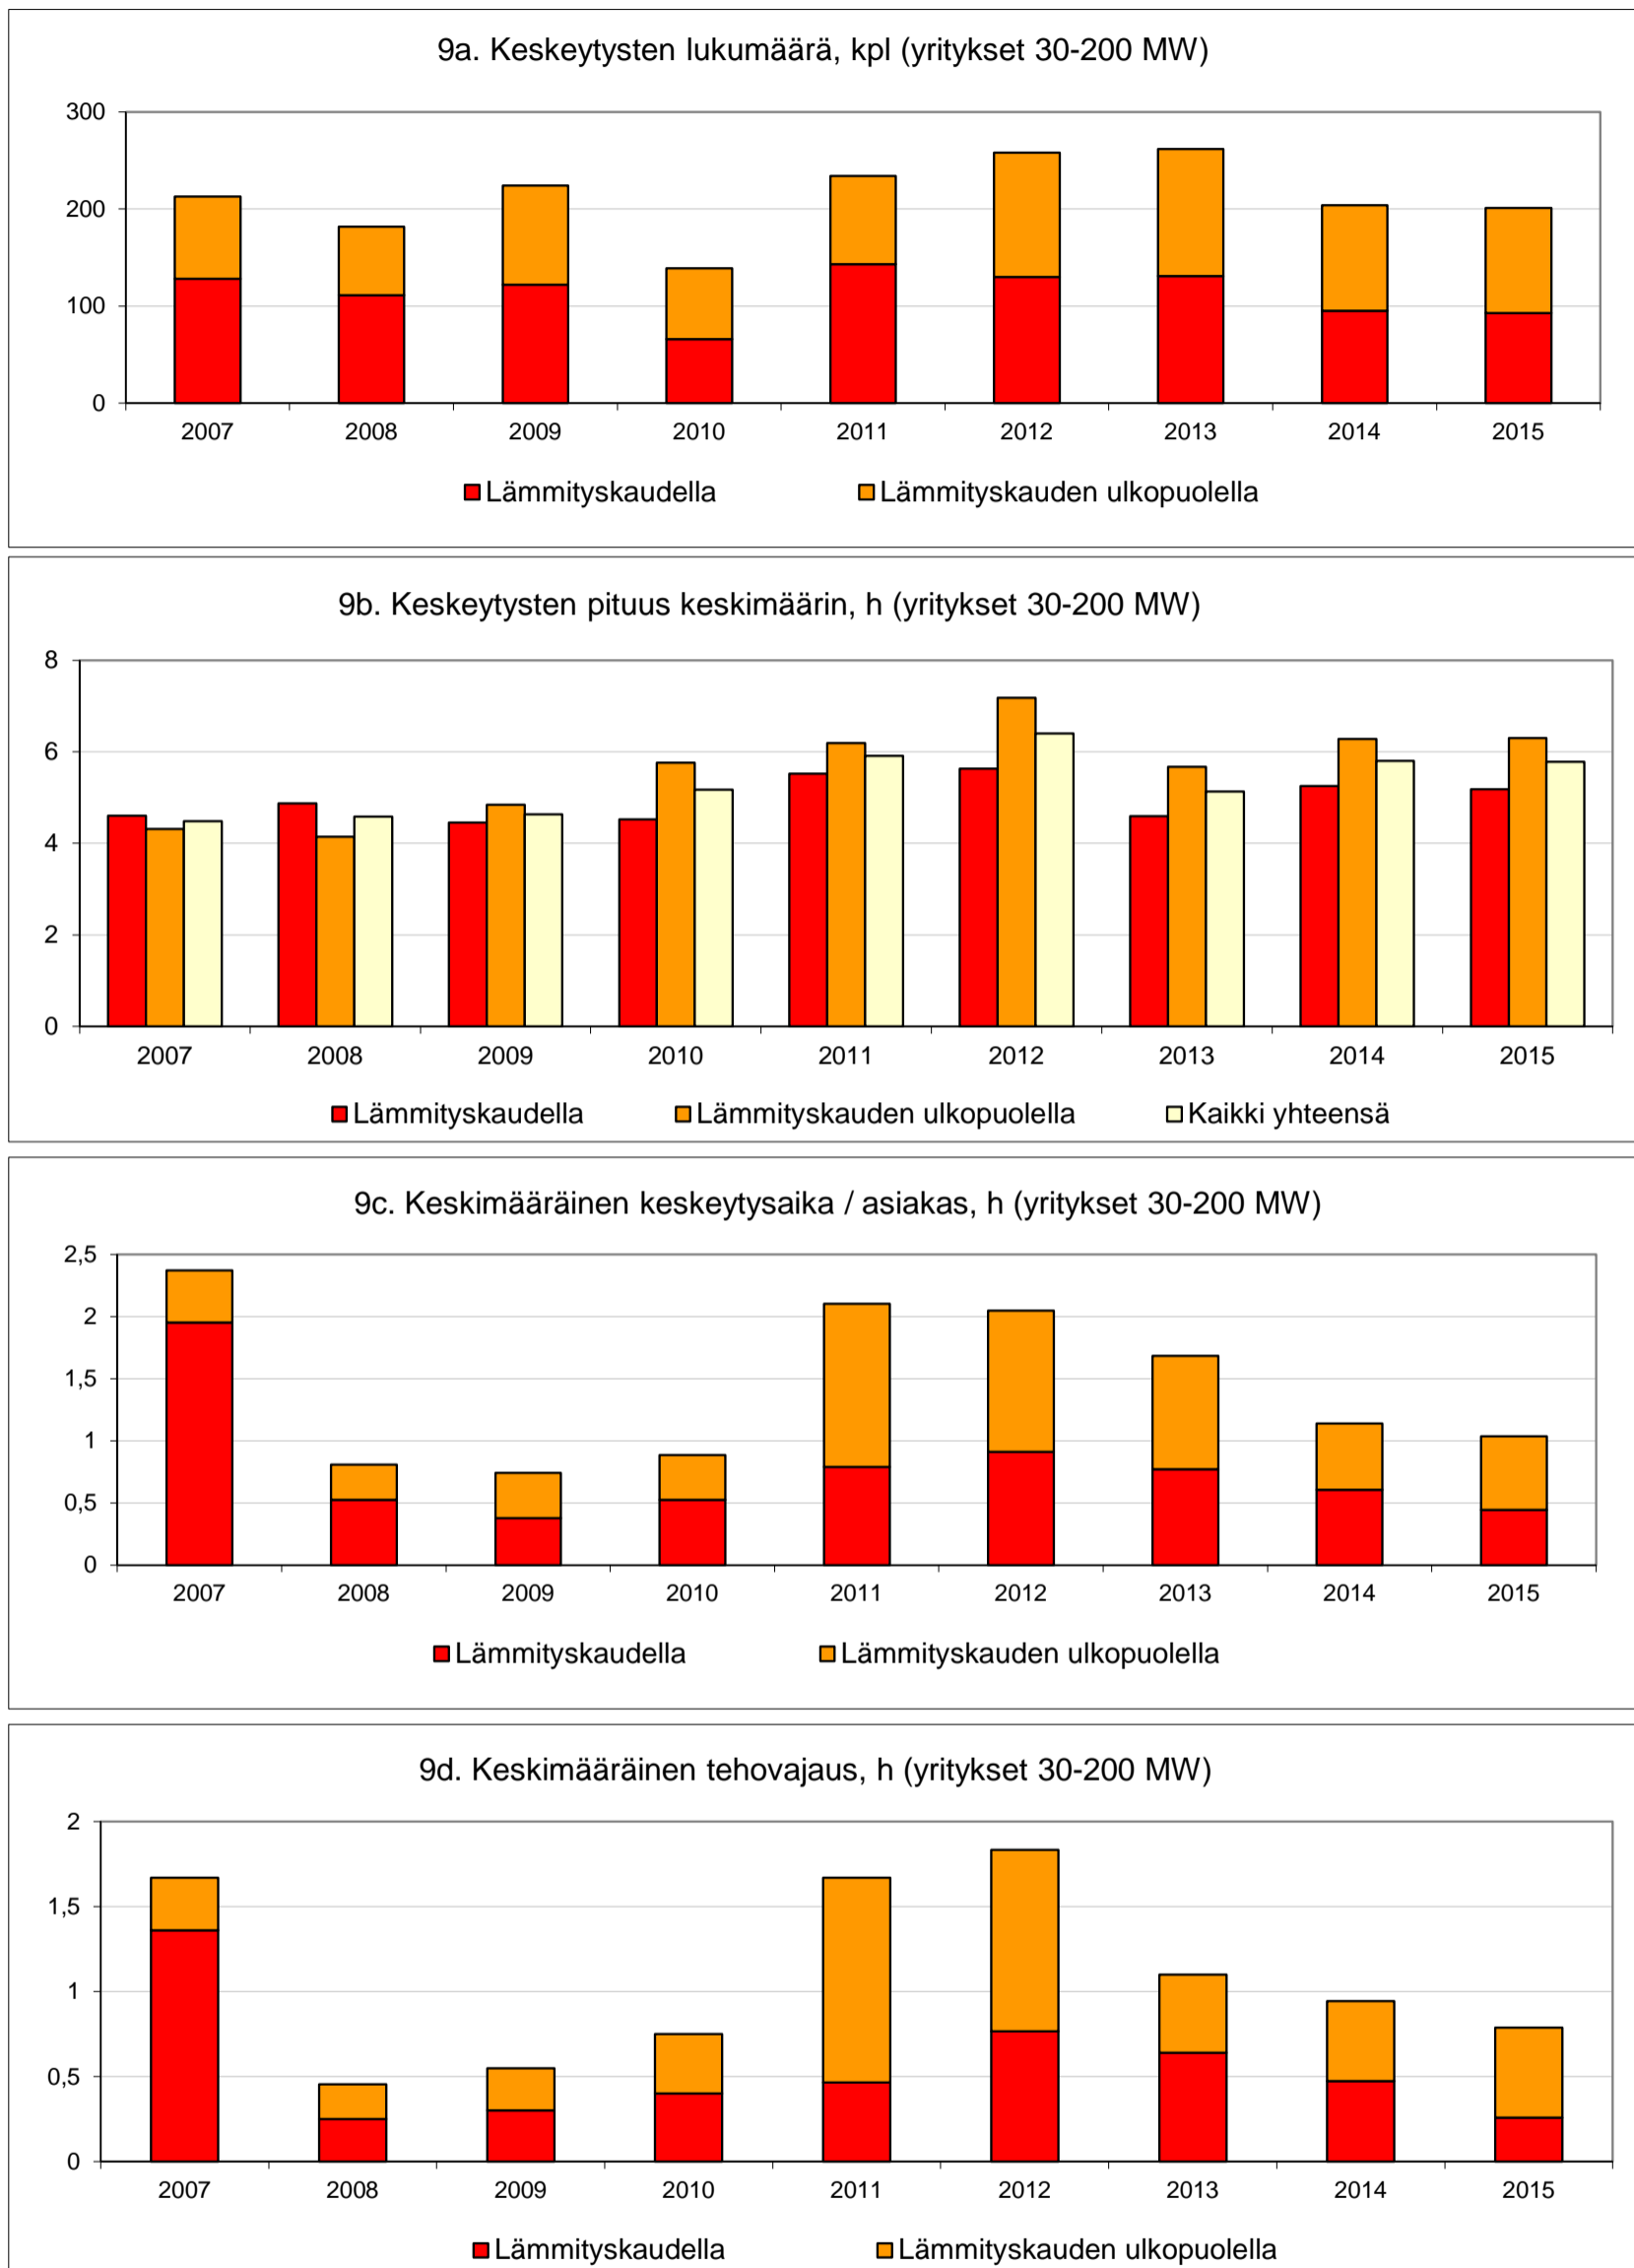 9a. Keskeytysten lukumäärä, kpl (yritykset 30-200 MW)
300
200
100
0
2007 2008 2009 2010 2011 2012 2013 2014 2015
Lämmityskaudella Lämmityskauden ulkopuolella
9b. Keskeytysten pituus keskimäärin, h (yritykset 30-200 MW)
8
6
4
2
0
2007 2008 2009 2010 2011 2012 2013 2014 2015
Lämmityskaudella Lämmityskauden ulkopuolella Kaikki yhteensä
9c. Keskimääräinen keskeytysaika / asiakas, h (yritykset 30-200 MW)
2,5
2
1,5
1
0,5
0
2007 2008 2009 2010 2011 2012 2013 2014 2015
Lämmityskaudella Lämmityskauden ulkopuolella
9d. Keskimääräinen tehovajaus, h (yritykset 30-200 MW)
2
1,5
1
0,5
0
2007 2008 2009 2010 2011 2012 2013 2014 2015
Lämmityskaudella Lämmityskauden ulkopuolella